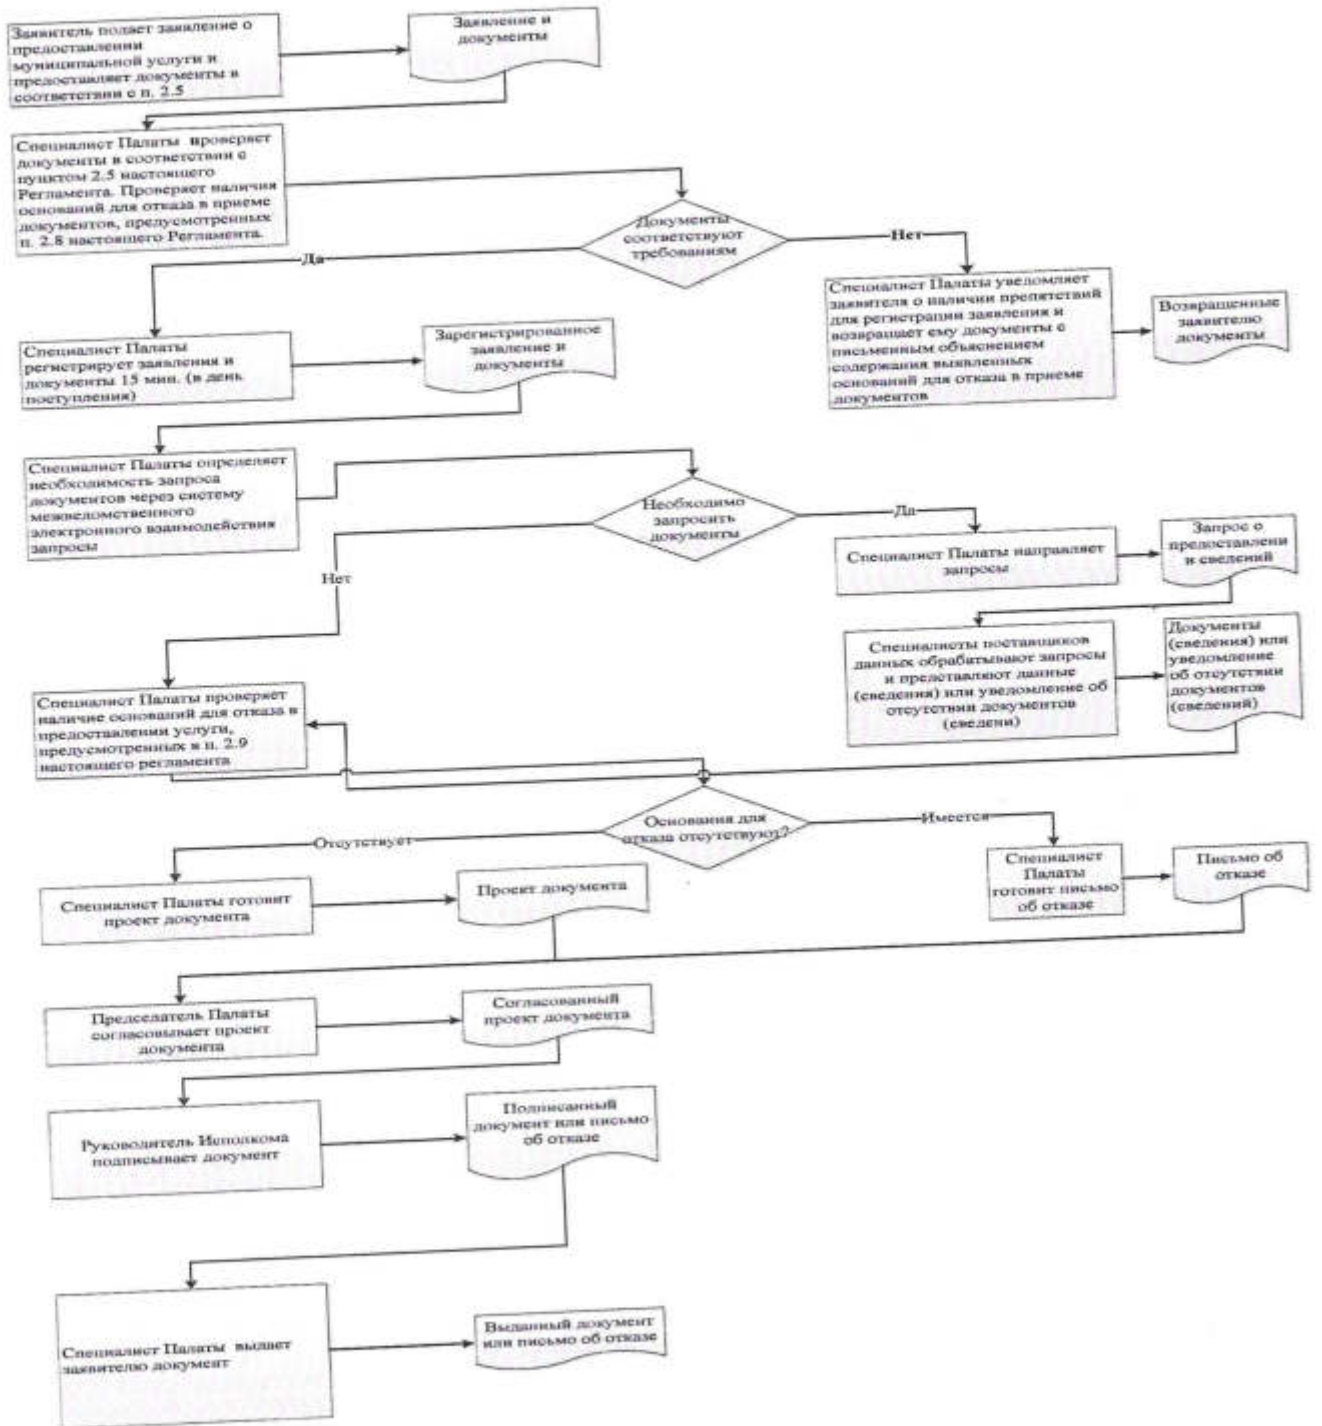 Заявитель подает заявление о
предоставлении
муниципальной услуги и
предоставляет документы в
соответствии с п. 2.5
Заявление и
документы
Специалист Палаты проверяет
документы в соответствии с
пунктом 2.5 настоящего
Регламента. Проверяет наличия
оснований для отказа в приеме
документов, предусмотренных
п. 2.8 настоящего Регламента.
Документы
соответствуют
требованиям
Да
Нет
Специалист Палаты уведомляет
заявителя о наличии препятствий
для регистрации заявления и
возвращает ему документы с
письменным объяснением
содержания выявленных
оснований для отказа в приеме
документов
Возвращенные
заявителю
документы
Специалист Палаты
регистрирует заявления и
документы 15 мин. (в день
поступления)
Зарегистрированное
заявление и
документы
Специалист Палаты определяет
необходимость запроса
документов через систему
межведомственного
электронного взаимодействия
запросы
Необходимо
запросить
документы
Да
Нет
Специалист Палаты направляет
запросы
Запрос о
предоставлени
и сведений
Специалисты поставщиков
данных обрабатывают запросы
и представляют данные
(сведения) или уведомление об
отсутствии документов
(сведени)
Документы
(сведения) или
уведомление
об отсутствии
документов
(сведений)
Специалист Палаты проверяет
наличие оснований для отказа в
предоставлении услуги,
предусмотренных в п. 2.9
настоящего регламента
Основания для
отказа отсутствуют?
Отсутствует
Имеется
Специалист Палаты готовит
проект документа
Проект документа
Специалист
Палаты
готовит письмо
об отказе
Письмо об
отказе
Председатель Палаты
согласовывает проект
документа
Согласованный
проект документа
Руководитель Исполкома
подписывает документ
Подписанный
документ или письмо
об отказе
Специалист Палаты выдает
заявителю документ
Выданный документ
или письмо об отказе